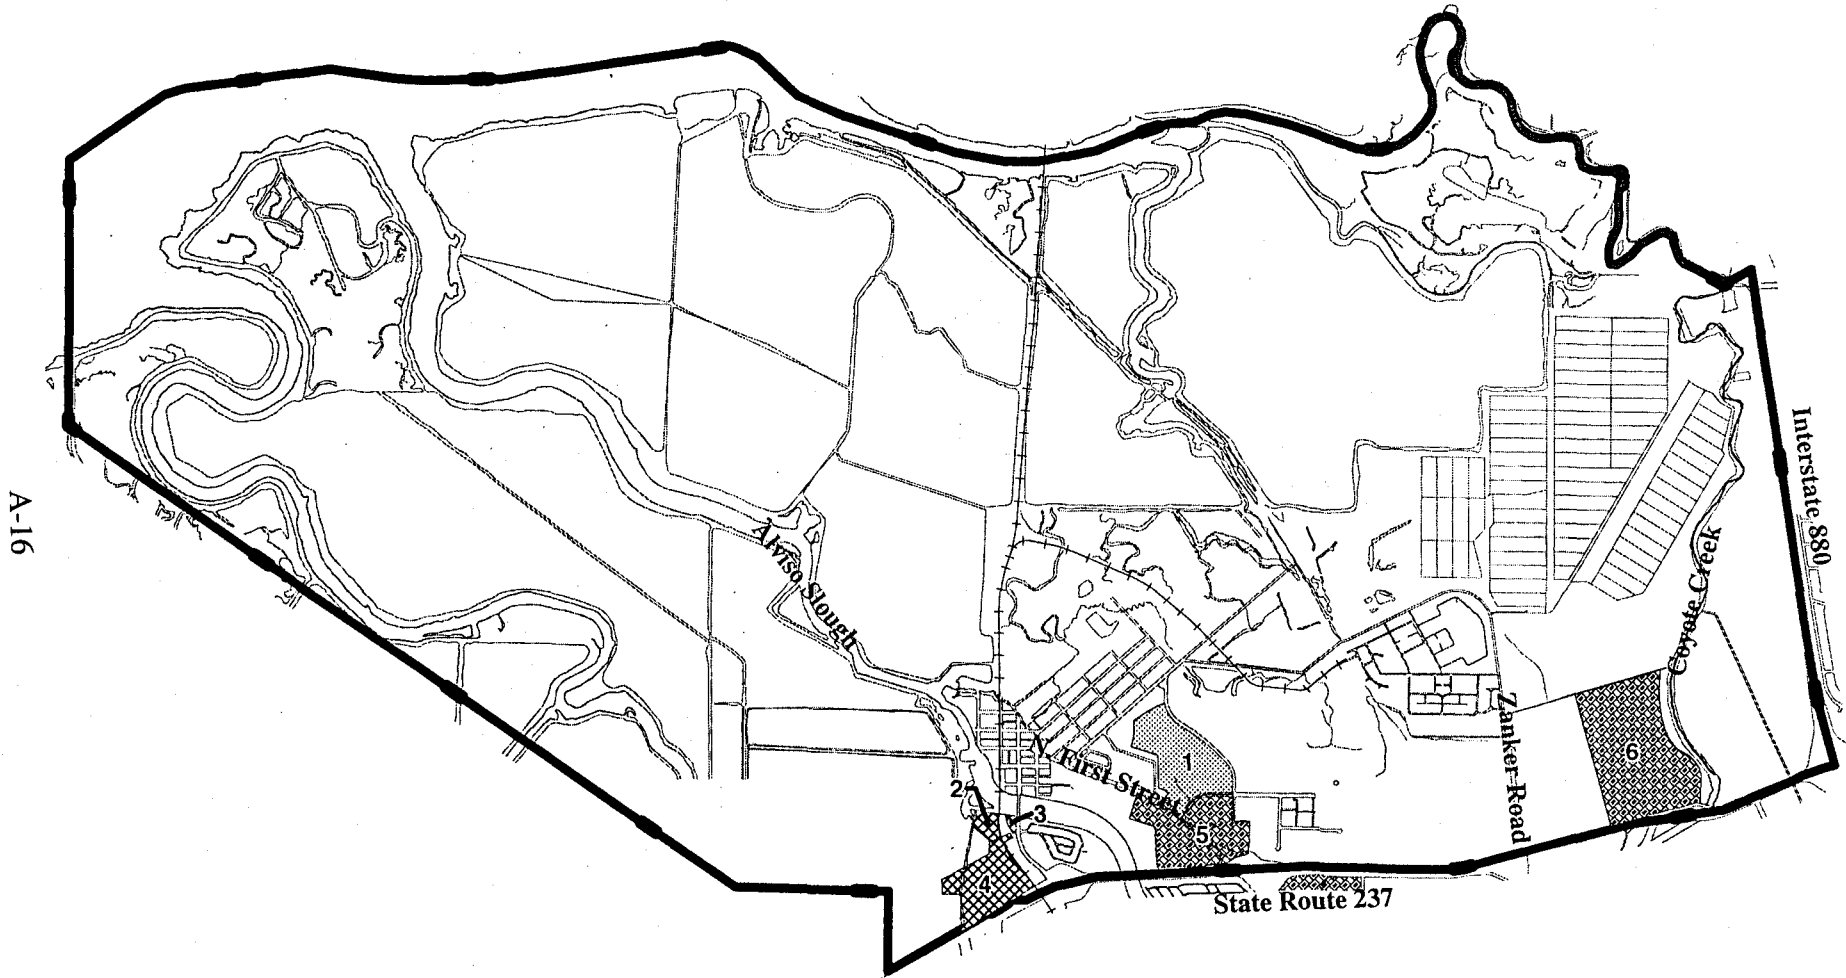 Interstate 880
A-16
Alviso Slough
Coyote Creek
N. First Street
Zanker Road
1
6
2
3
5
4
State Route 237